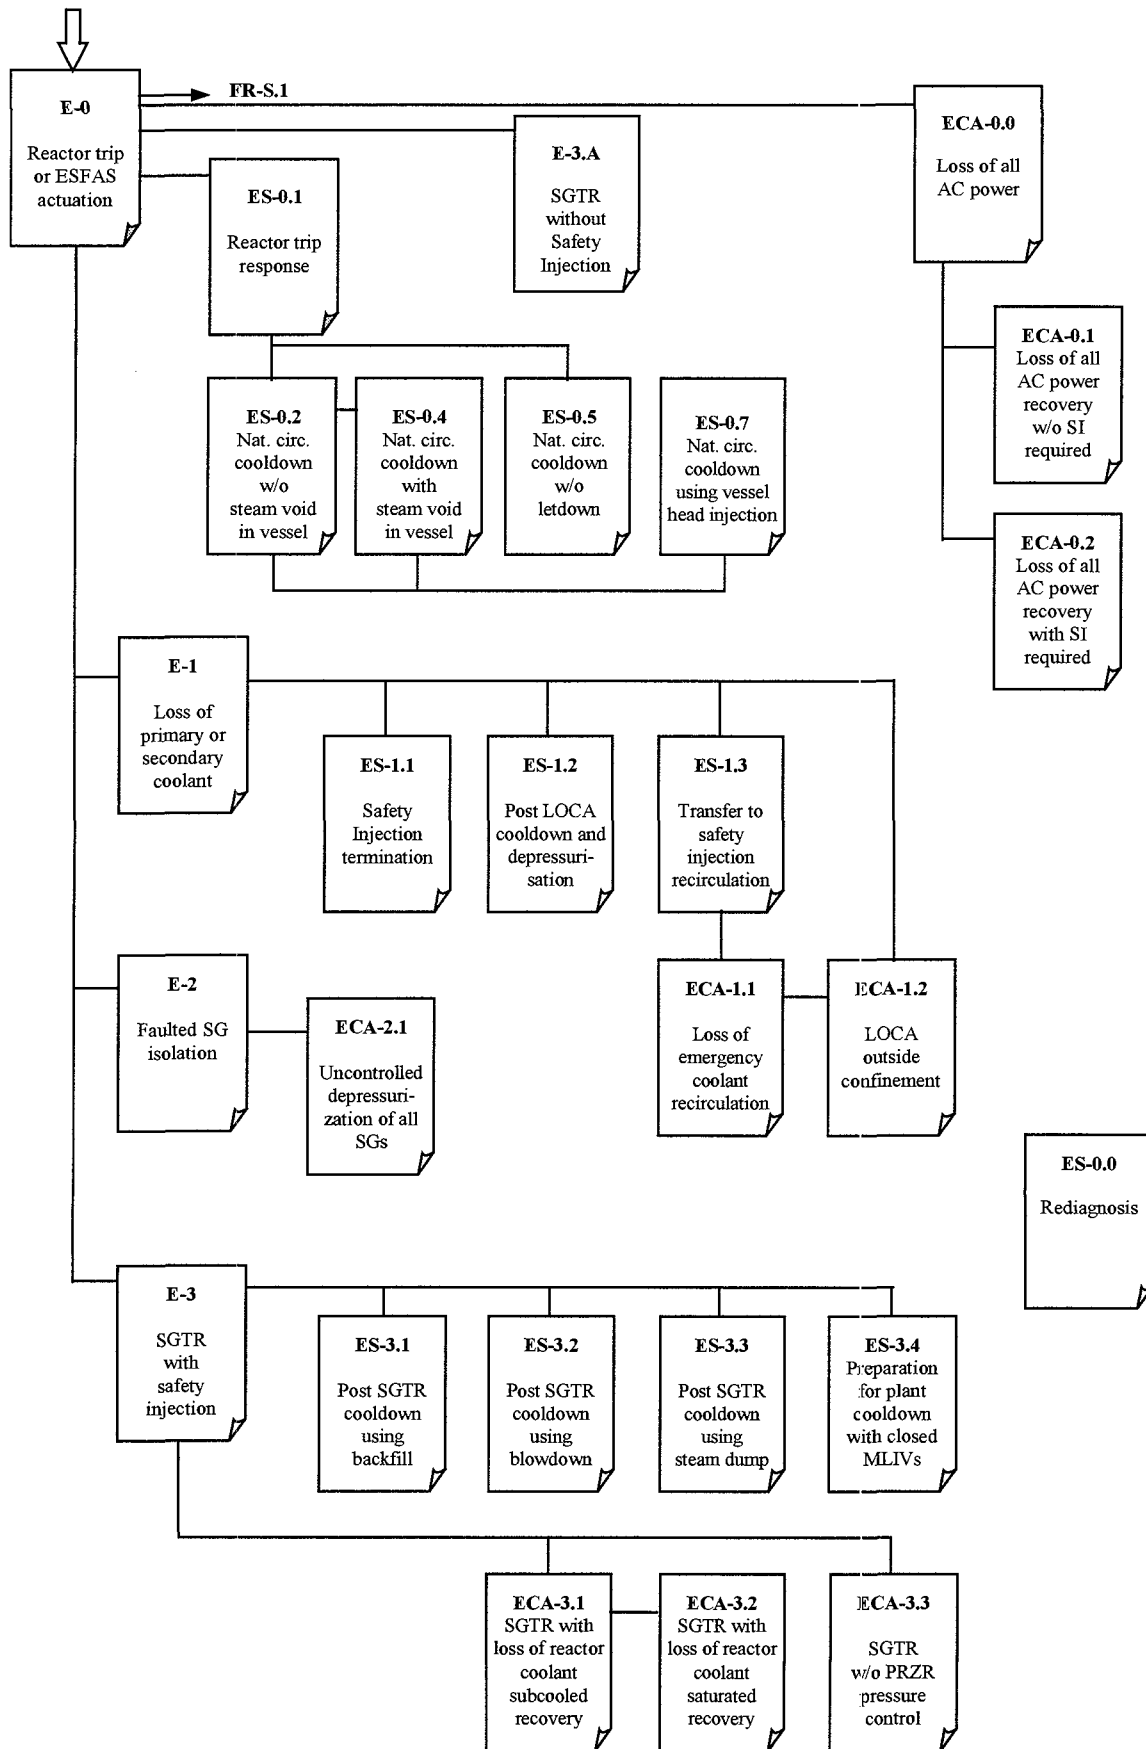 E-0
Reactor trip
or ESFAS
actuation
FR-S.1
E-3.A
SGTR
without
Safety
Injection
ECA-0.0
Loss of all
AC power
ES-0.1
Reactor trip
response
ECA-0.1
Loss of all
AC power
recovery
w/o SI
required
ES-0.2
Nat. circ.
cooldown
w/o
steam void
in vessel
ES-0.4
Nat. circ.
cooldown
with
steam void
in vessel
ES-0.5
Nat. circ.
cooldown
w/o
letdown
ES-0.7
Nat. circ.
cooldown
using vessel
head injection
ECA-0.2
Loss of all
AC power
recovery
with SI
required
E-1
Loss of
primary or
secondary
coolant
ES-1.1
Safety
Injection
termination
ES-1.2
Post LOCA
cooldown and
depressuri-
sation
ES-1.3
Transfer to
safety
injection
recirculation
E-2
Faulted SG
isolation
ECA-2.1
Uncontrolled
depressuri-
zation of all
SGs
ECA-1.1
Loss of
emergency
coolant
recirculation
ECA-1.2
LOCA
outside
confinement
ES-0.0
Rediagnosis
E-3
SGTR
with
safety
injection
ES-3.1
Post SGTR
cooldown
using
backfill
ES-3.2
Post SGTR
cooldown
using
blowdown
ES-3.3
Post SGTR
cooldown
using
steam dump
ES-3.4
Preparation
for plant
cooldown
with closed
MLIVs
ECA-3.1
SGTR with
loss of reactor
coolant
subcooled
recovery
ECA-3.2
SGTR with
loss of reactor
coolant
saturated
recovery
ECA-3.3
SGTR
w/o PRZR
pressure
control